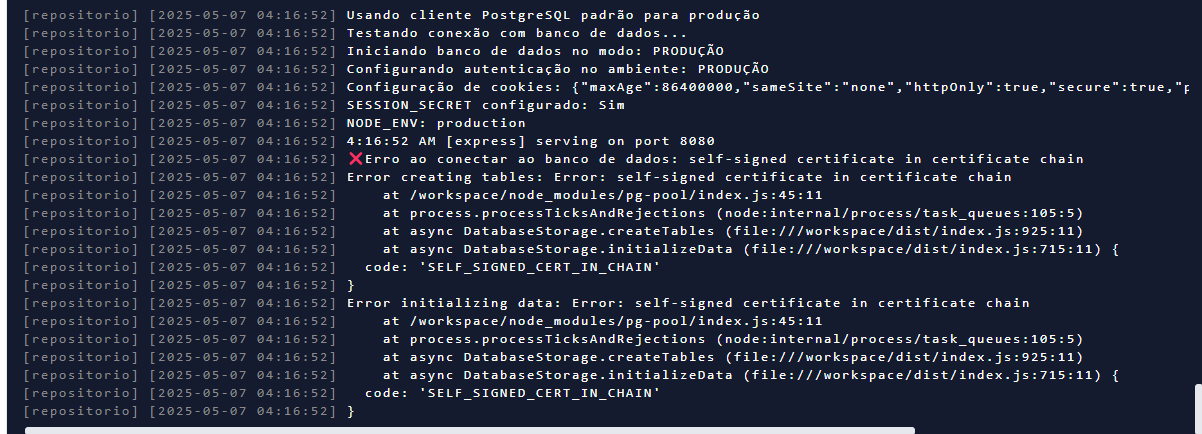 [repositorio] [2025-05-07 04:16:52] Usando cliente PostgreSQL padrão para produção
[repositorio] [2025-05-07 04:16:52] Testando conexão com banco de dados...
[repositorio] [2025-05-07 04:16:52] Iniciando banco de dados no modo: PRODUÇÃO
[repositorio] [2025-05-07 04:16:52] Configurando autenticação no ambiente: PRODUÇÃO
[repositorio] [2025-05-07 04:16:52] Configuração de cookies: {"maxAge":86400000,"sameSite":"none","httpOnly":true,"secure":true,"p
[repositorio] [2025-05-07 04:16:52] SESSION_SECRET configurado: Sim
[repositorio] [2025-05-07 04:16:52] NODE_ENV: production
[repositorio] [2025-05-07 04:16:52] 4:16:52 AM [express] serving on port 8080
[repositorio] [2025-05-07 04:16:52] ❌Erro ao conectar ao banco de dados: self-signed certificate in certificate chain
[repositorio] [2025-05-07 04:16:52] Error creating tables: Error: self-signed certificate in certificate chain
[repositorio] [2025-05-07 04:16:52]     at /workspace/node_modules/pg-pool/index.js:45:11
[repositorio] [2025-05-07 04:16:52]     at process.processTicksAndRejections (node:internal/process/task_queues:105:5)
[repositorio] [2025-05-07 04:16:52]     at async DatabaseStorage.createTables (file:///workspace/dist/index.js:925:11)
[repositorio] [2025-05-07 04:16:52]     at async DatabaseStorage.initializeData (file:///workspace/dist/index.js:715:11) {
[repositorio] [2025-05-07 04:16:52]   code: 'SELF_SIGNED_CERT_IN_CHAIN'
[repositorio] [2025-05-07 04:16:52] }
[repositorio] [2025-05-07 04:16:52] Error initializing data: Error: self-signed certificate in certificate chain
[repositorio] [2025-05-07 04:16:52]     at /workspace/node_modules/pg-pool/index.js:45:11
[repositorio] [2025-05-07 04:16:52]     at process.processTicksAndRejections (node:internal/process/task_queues:105:5)
[repositorio] [2025-05-07 04:16:52]     at async DatabaseStorage.createTables (file:///workspace/dist/index.js:925:11)
[repositorio] [2025-05-07 04:16:52]     at async DatabaseStorage.initializeData (file:///workspace/dist/index.js:715:11) {
[repositorio] [2025-05-07 04:16:52]   code: 'SELF_SIGNED_CERT_IN_CHAIN'
[repositorio] [2025-05-07 04:16:52] }